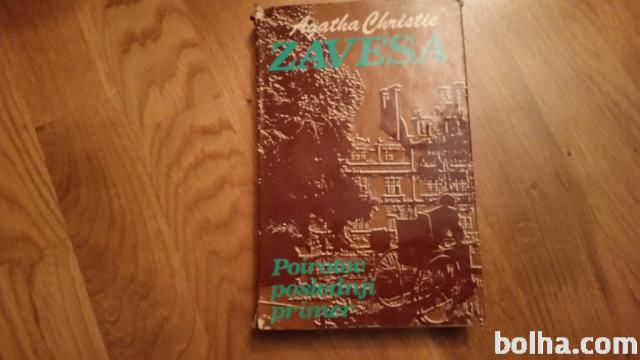 Agatha Christie
ZAVESA
Poirotov
poslednji
primer
bolha.com